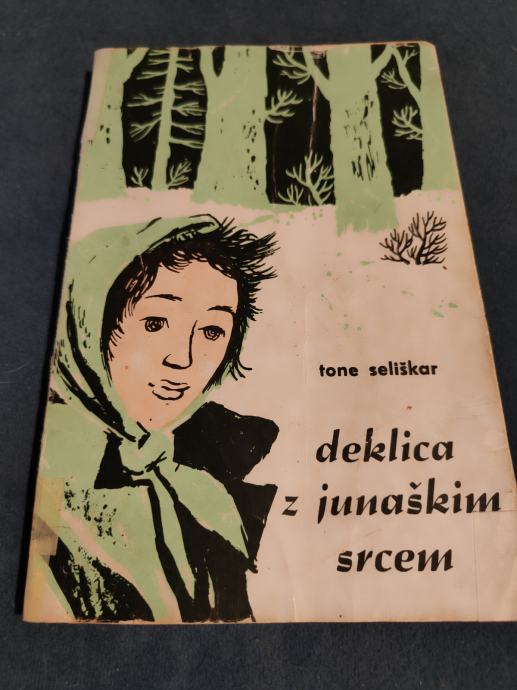 tone seliškar
deklica
z junaškim
srcem